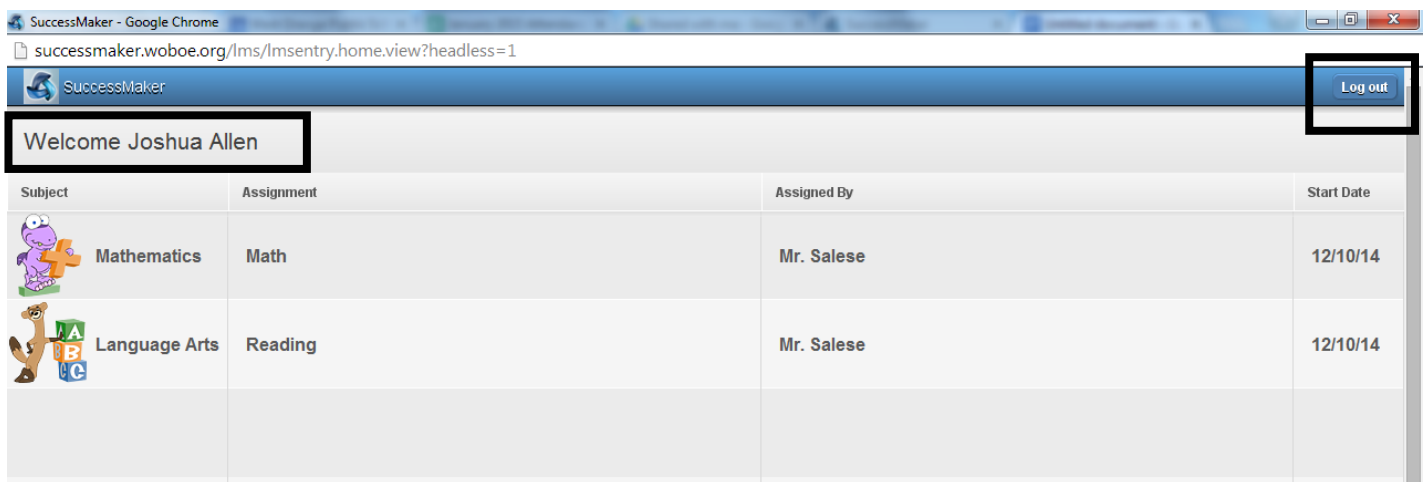 SuccessMaker - Google Chrome
successmaker.woboe.org/lms/lmsentry.home.view?headless=1
SuccessMaker Log out
Welcome Joshua Allen
Subject Assignment Assigned By Start Date
Mathematics Math Mr. Salese 12/10/14
A B B C C
Language Arts Reading Mr. Salese 12/10/14